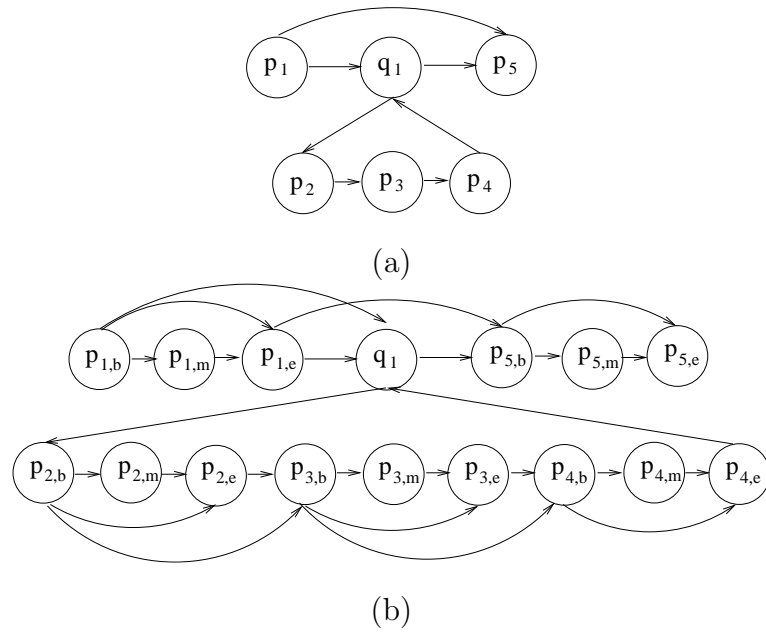 p₁ q₁ p₅
p₂ p₃ p₄
(a)
p₁,b p₁,m p₁,e q₁ p₅,b p₅,m p₅,e
p₂,b p₂,m p₂,e p₃,b p₃,m p₃,e p₄,b p₄,m p₄,e
(b)